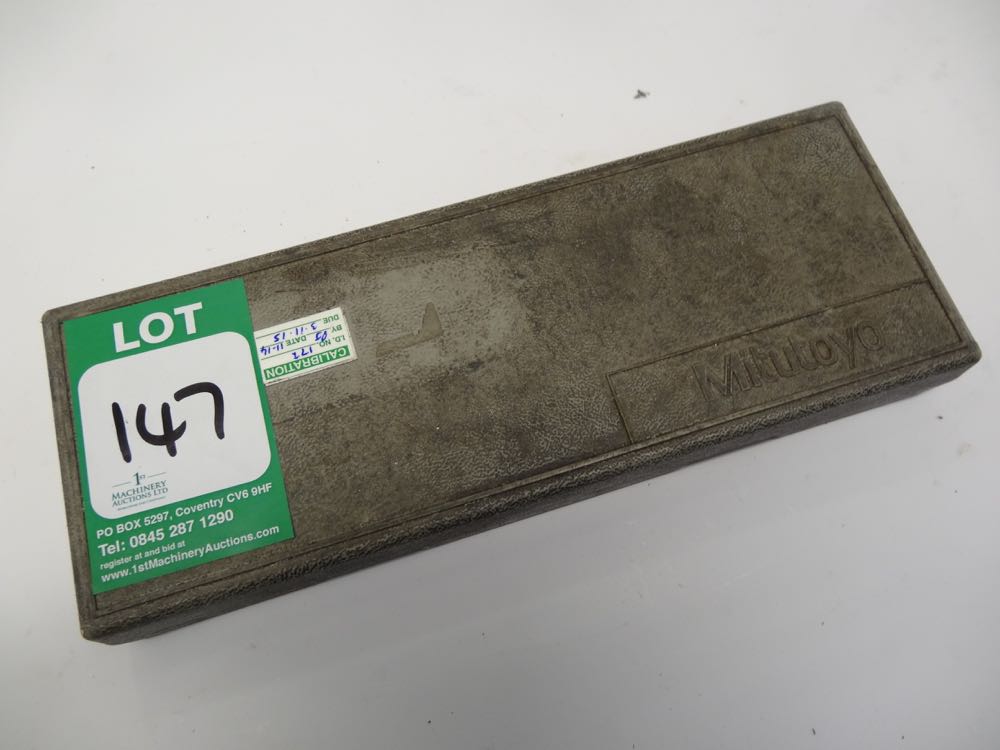 LOT
147
1ST
MACHINERY
AUCTIONS LTD
PO BOX 5297, Coventry CV6 9HF
Tel: 0845 287 1290
register at and bid at
www.1stMachineryAuctions.com
CALIBRATION
I.D. NO. 172
BY DATE 11-14
DUE 3-11-15
Mitutoyo